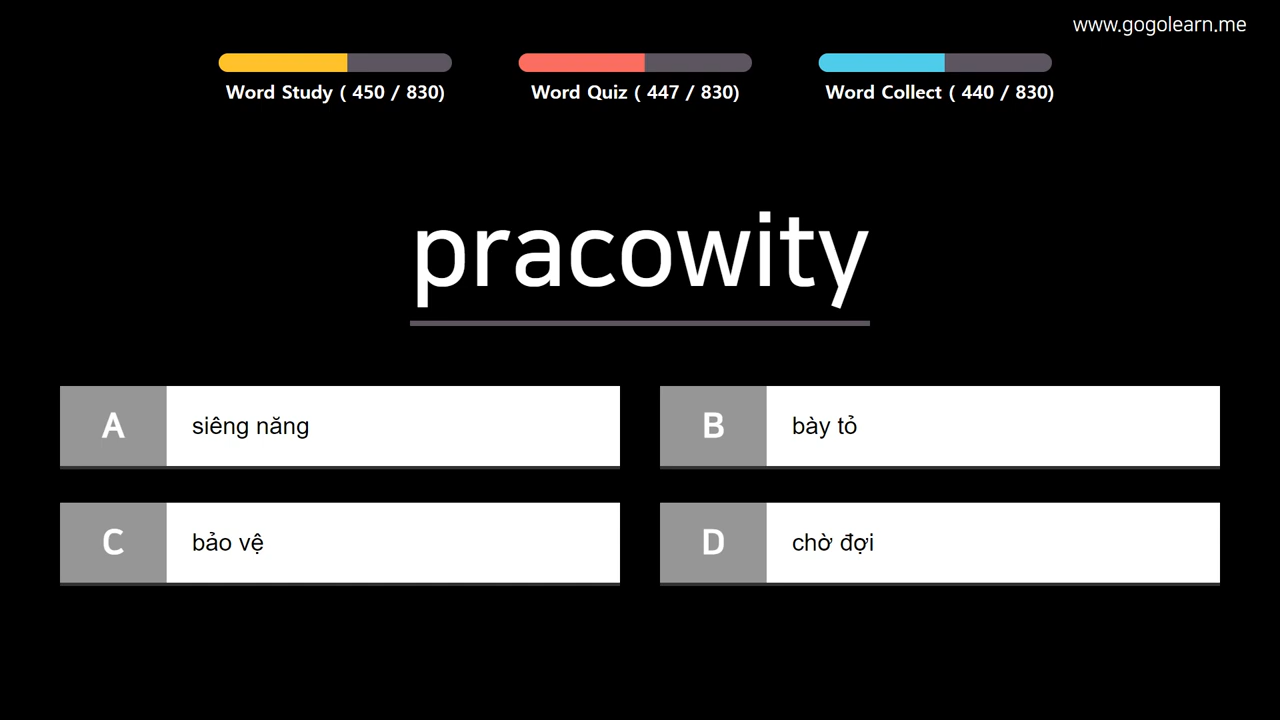 www.gogolearn.me
Word Study ( 450 / 830)
Word Quiz ( 447 / 830)
Word Collect ( 440 / 830)
pracowity
A siêng năng
B bày tỏ
C bảo vệ
D chờ đợi